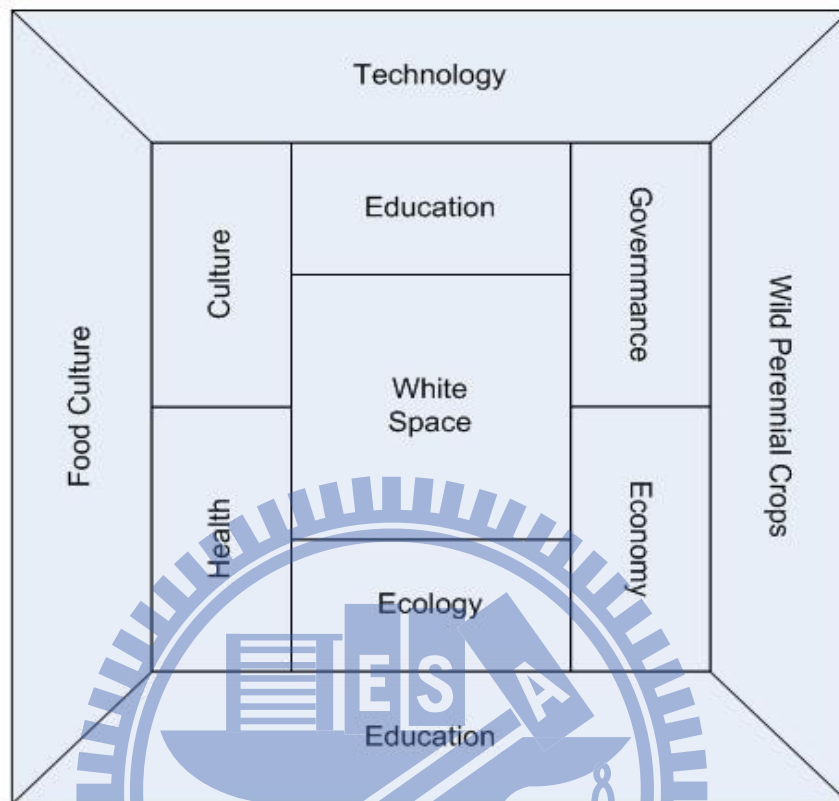 Technology
Education
Culture
Governmance
Food Culture
White
Space
Wild Perennial Crops
Health
Economy
Ecology
E S A
Education